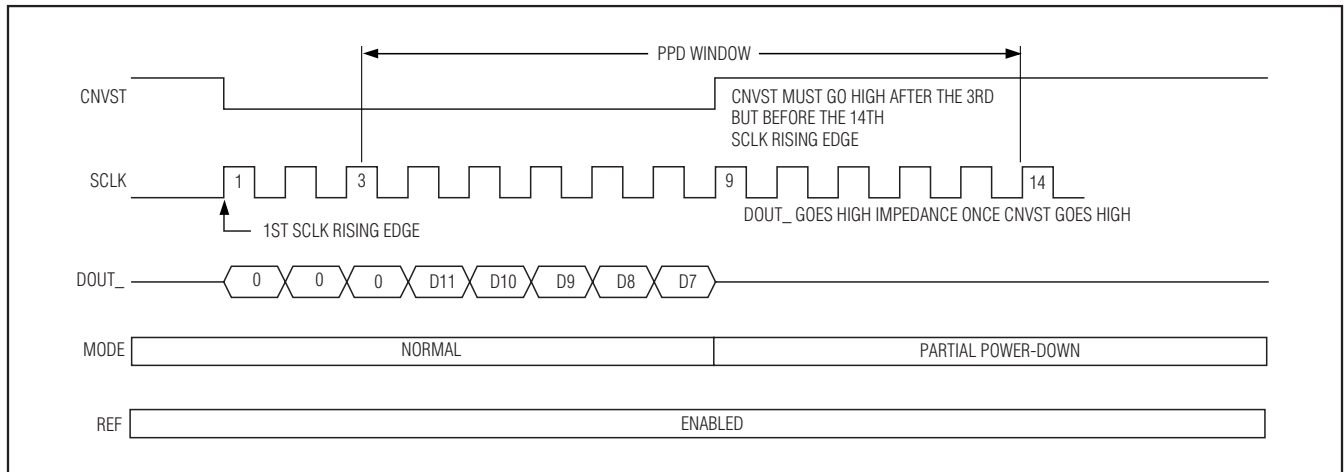 PPD WINDOW
CNVST
CNVST MUST GO HIGH AFTER THE 3RD
BUT BEFORE THE 14TH
SCLK RISING EDGE
SCLK
1
3
9
14
1ST SCLK RISING EDGE
DOUT_ GOES HIGH IMPEDANCE ONCE CNVST GOES HIGH
DOUT_
0 0 0 D11 D10 D9 D8 D7
MODE
NORMAL
PARTIAL POWER-DOWN
REF
ENABLED